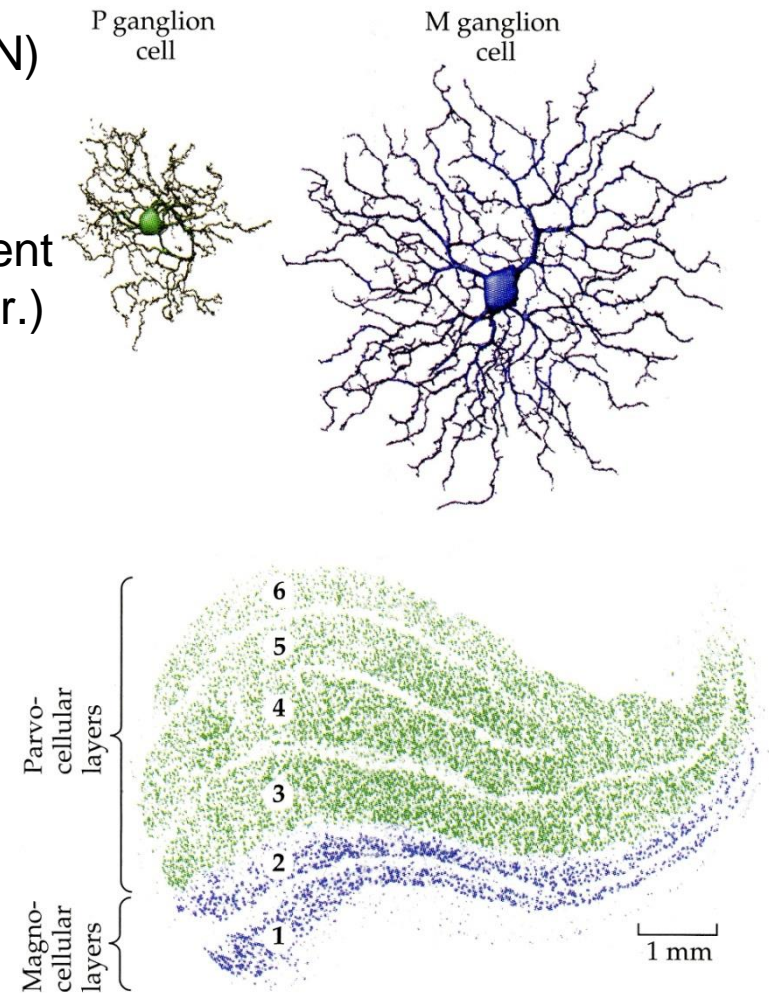 N)
ent
r.)
P ganglion
cell
M ganglion
cell
Parvo-
cellular
layers
6
5
4
3
2
1
Magno-
cellular
layers
1 mm